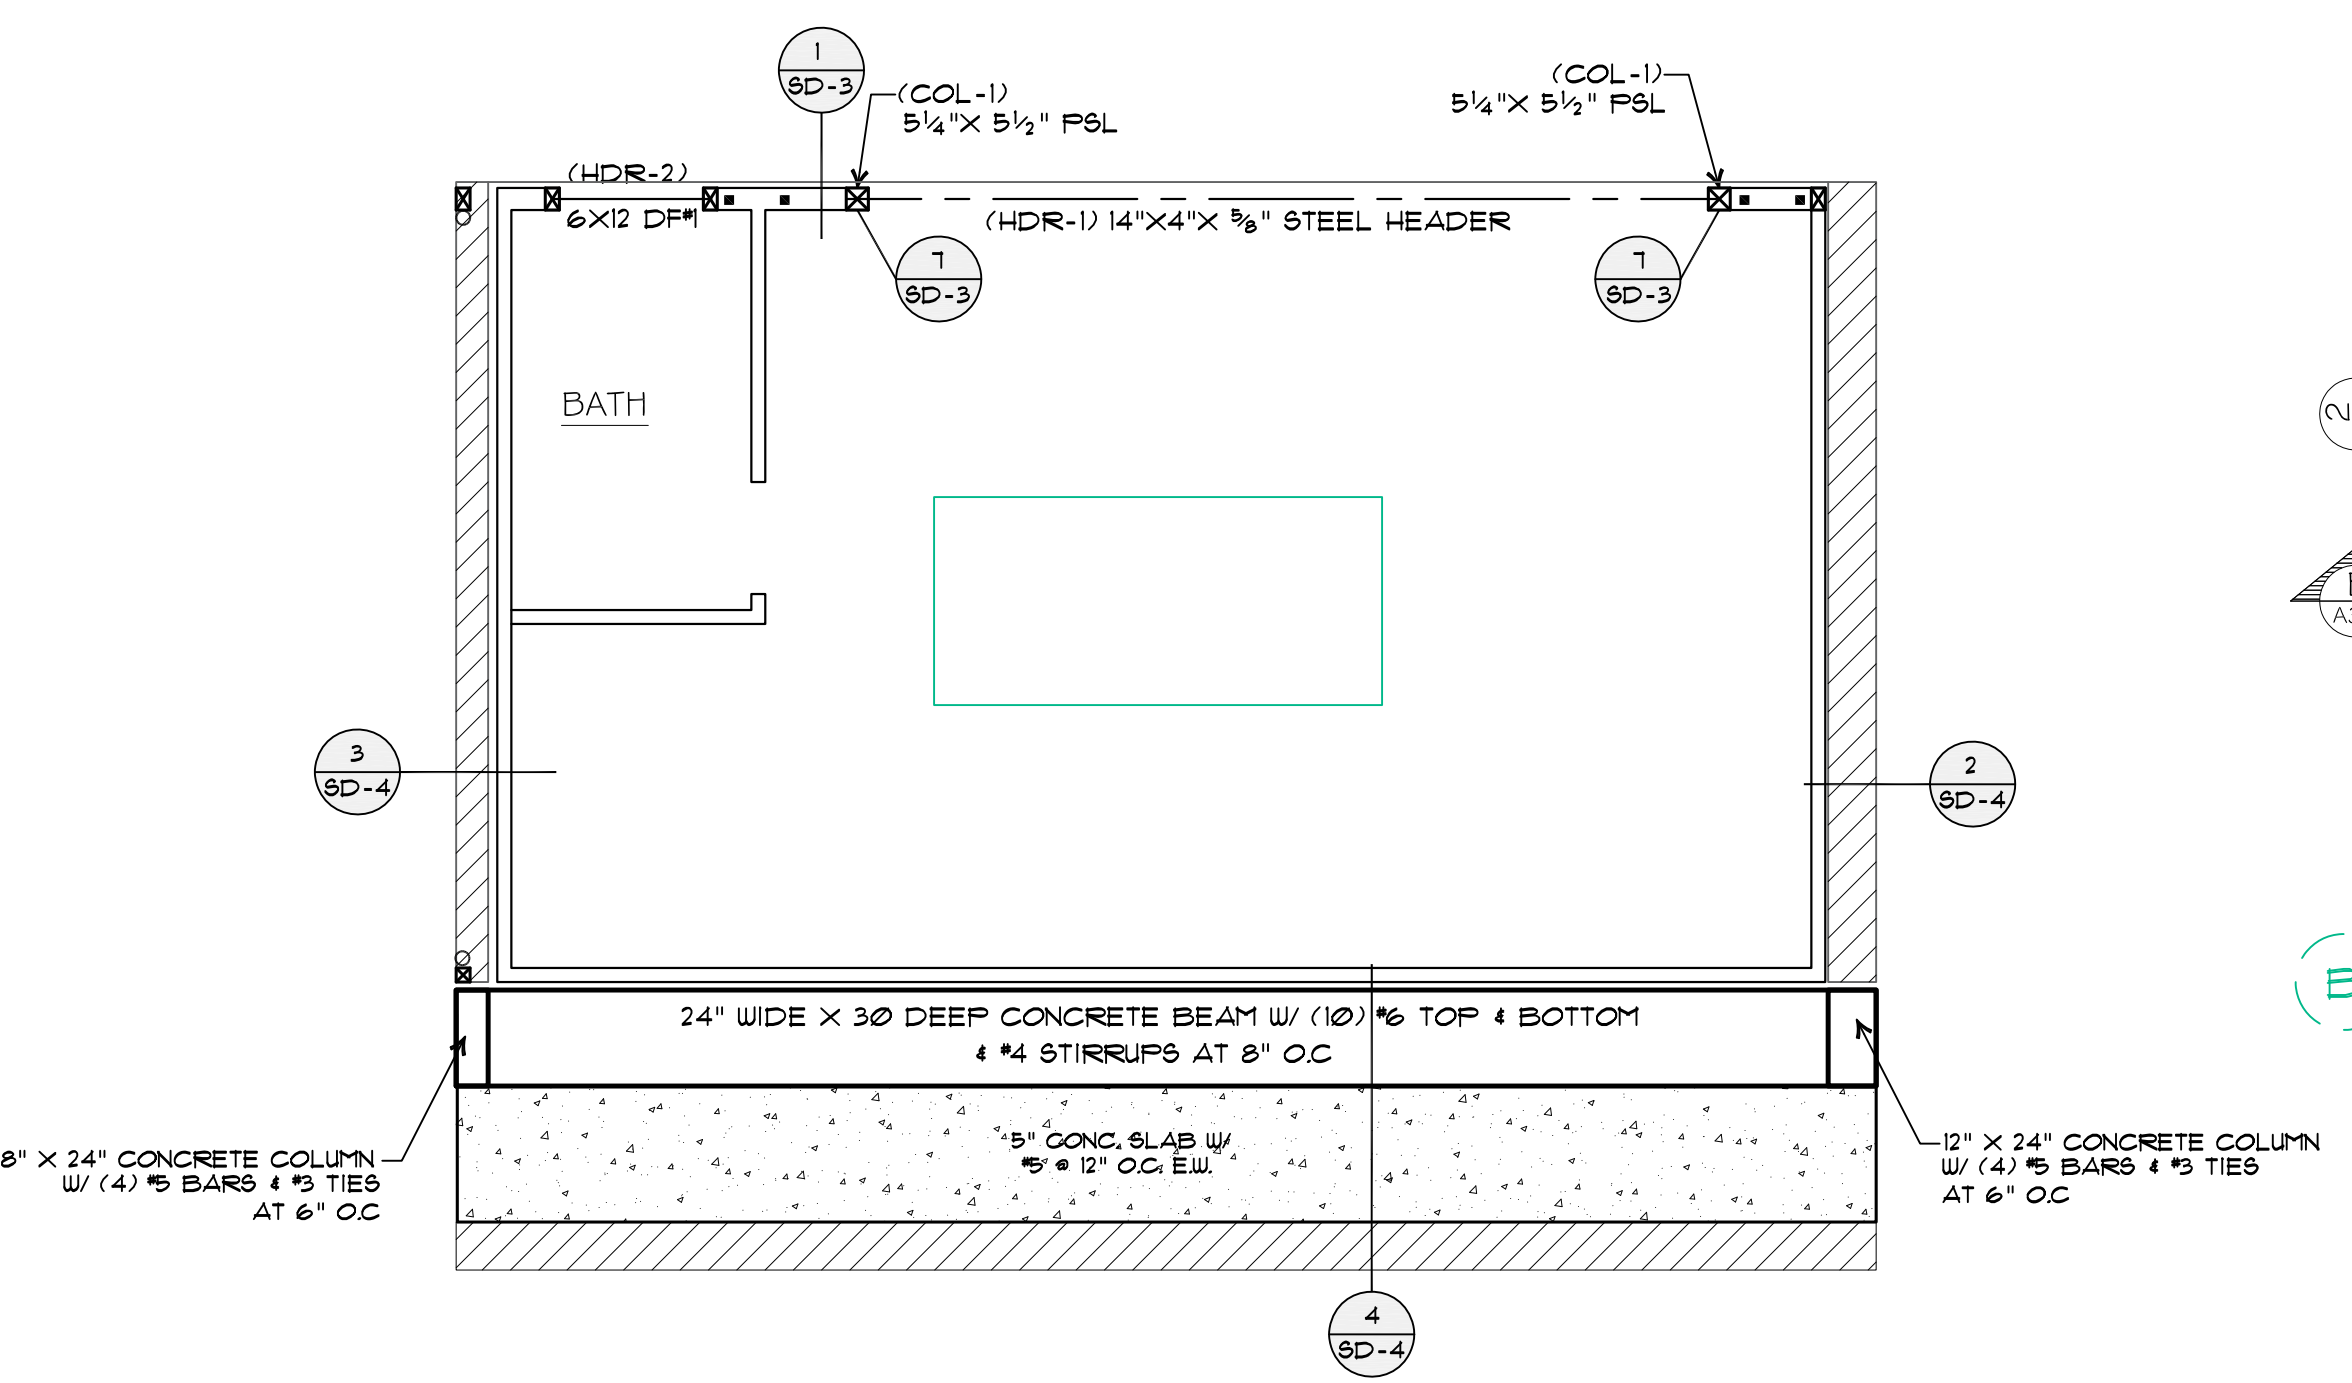 1
SD-3
(COL-1)
5¼"X 5½" PSL
(COL-1)
5¼"X 5½" PSL
(HDR-2)
6X12 DF#1
(HDR-1) 14"X4"X ⅝" STEEL HEADER
7
SD-3
7
SD-3
BATH
2
A3
3
SD-4
2
SD-4
B
24" WIDE X 30 DEEP CONCRETE BEAM W/ (10) #6 TOP & BOTTOM
& #4 STIRRUPS AT 8" O.C
5" CONC. SLAB W/
#5 @ 12" O.C. E.W.
8" X 24" CONCRETE COLUMN
W/ (4) #5 BARS & #3 TIES
AT 6" O.C
12" X 24" CONCRETE COLUMN
W/ (4) #5 BARS & #3 TIES
AT 6" O.C
4
SD-4